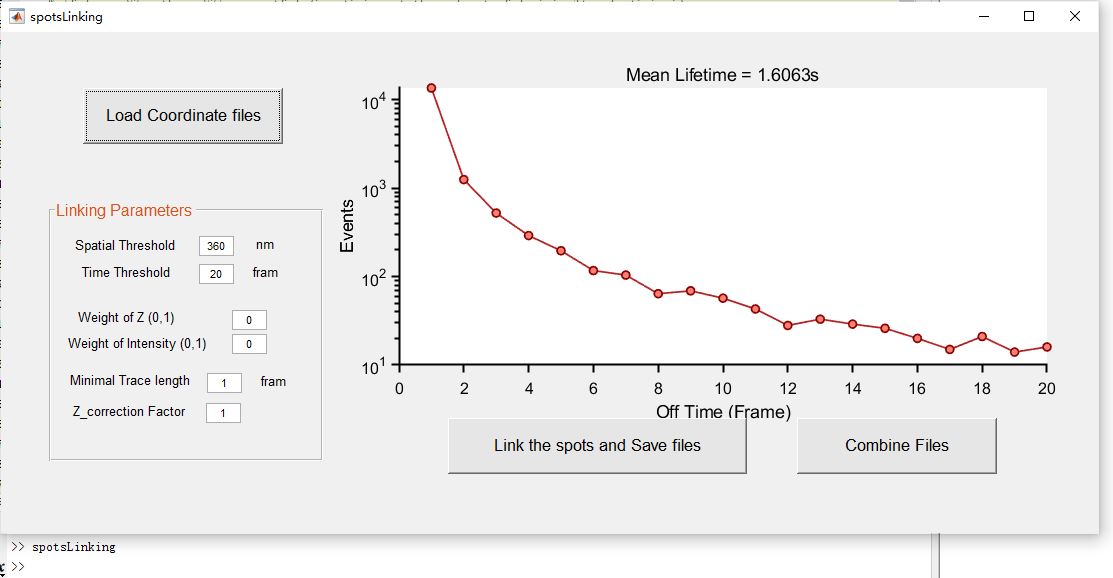 spotsLinking
Load Coordinate files
Linking Parameters
Spatial Threshold 360 nm
Time Threshold 20 fram
Weight of Z (0,1) 0
Weight of Intensity (0,1) 0
Minimal Trace length 1 fram
Z_correction Factor 1
Mean Lifetime = 1.6063s
Events
10^4
10^3
10^2
10^1
0 2 4 6 8 10 12 14 16 18 20
Off Time (Frame)
Link the spots and Save files
Combine Files
>> spotsLinking
>>